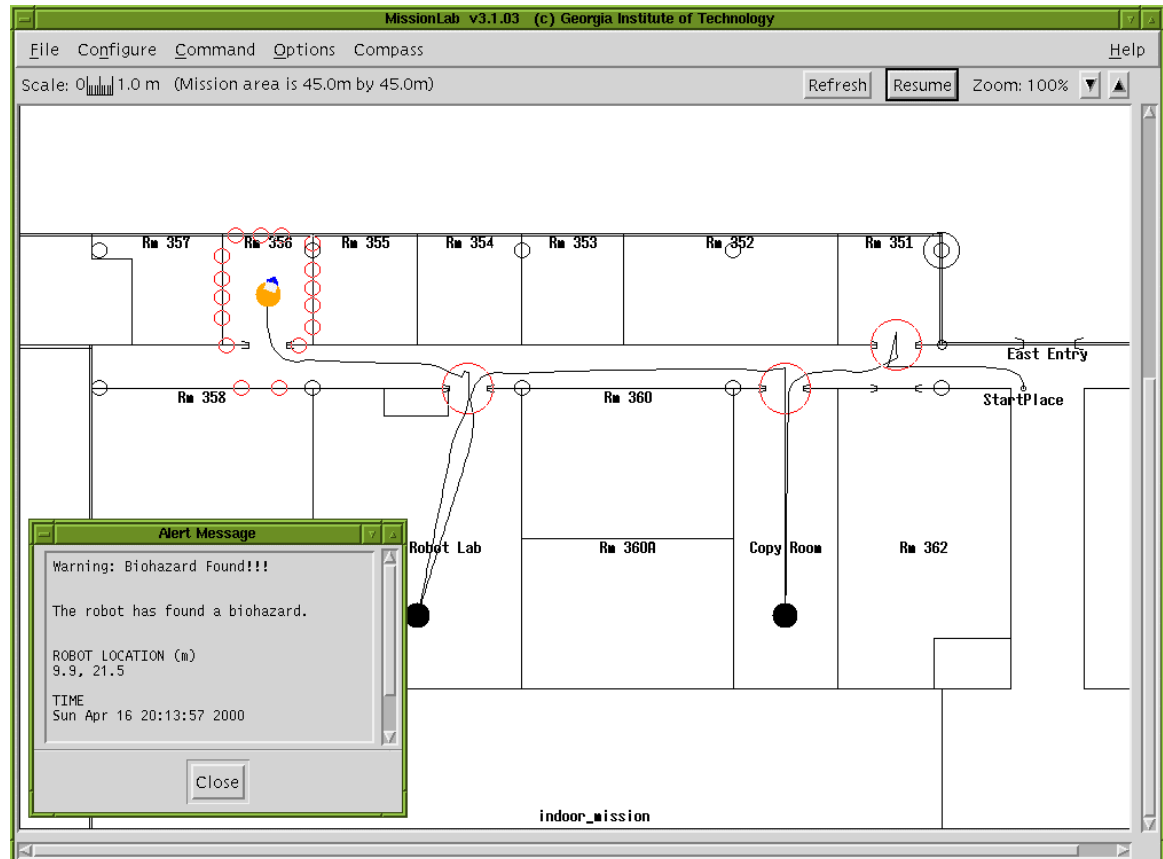 MissionLab v3.1.03 (c) Georgia Institute of Technology
File Configure Command Options Compass Help
Scale: 0 1.0 m (Mission area is 45.0m by 45.0m) Refresh Resume Zoom: 100%
Rm 357 Rm 356 Rm 355 Rm 354 Rm 353 Rm 352 Rm 351
East Entry
Rm 358 Rm 360 StartPlace
Robot Lab Rm 360A Copy Room Rm 362
Alert Message
Warning: Biohazard Found!!!
The robot has found a biohazard.
ROBOT LOCATION (m)
9.9, 21.5
TIME
Sun Apr 16 20:13:57 2000
Close
indoor_mission